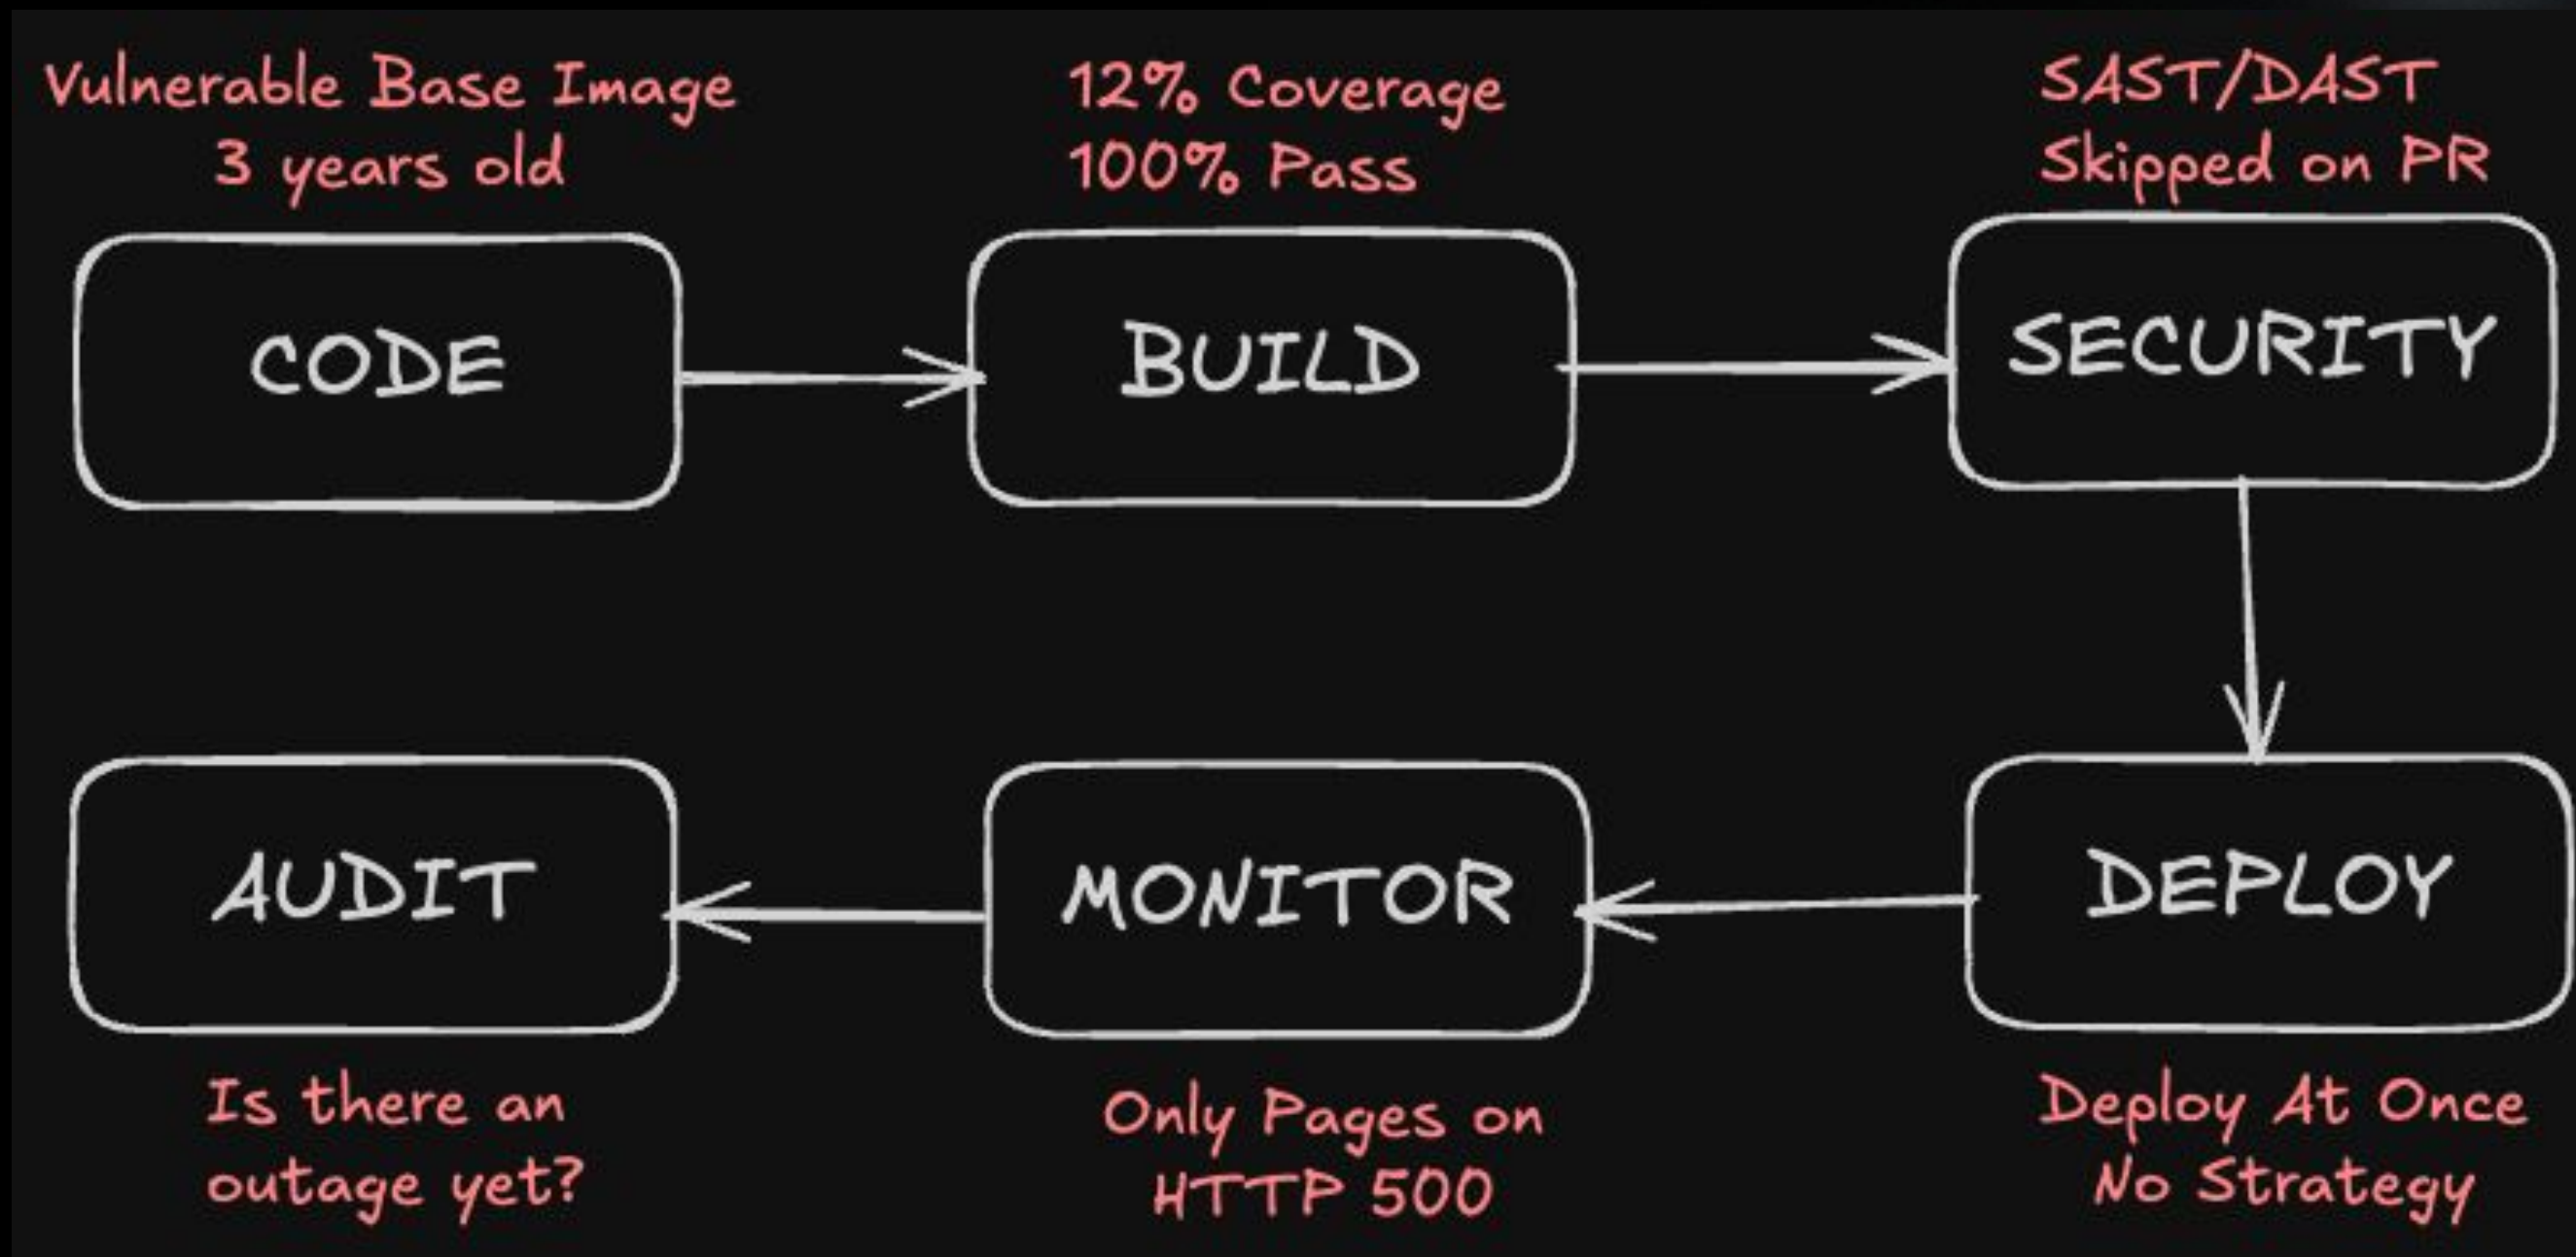 Vulnerable Base Image
3 years old
12% Coverage
100% Pass
SAST/DAST
Skipped on PR
CODE
BUILD
SECURITY
AUDIT
MONITOR
DEPLOY
Is there an
outage yet?
Only Pages on
HTTP 500
Deploy At Once
No Strategy